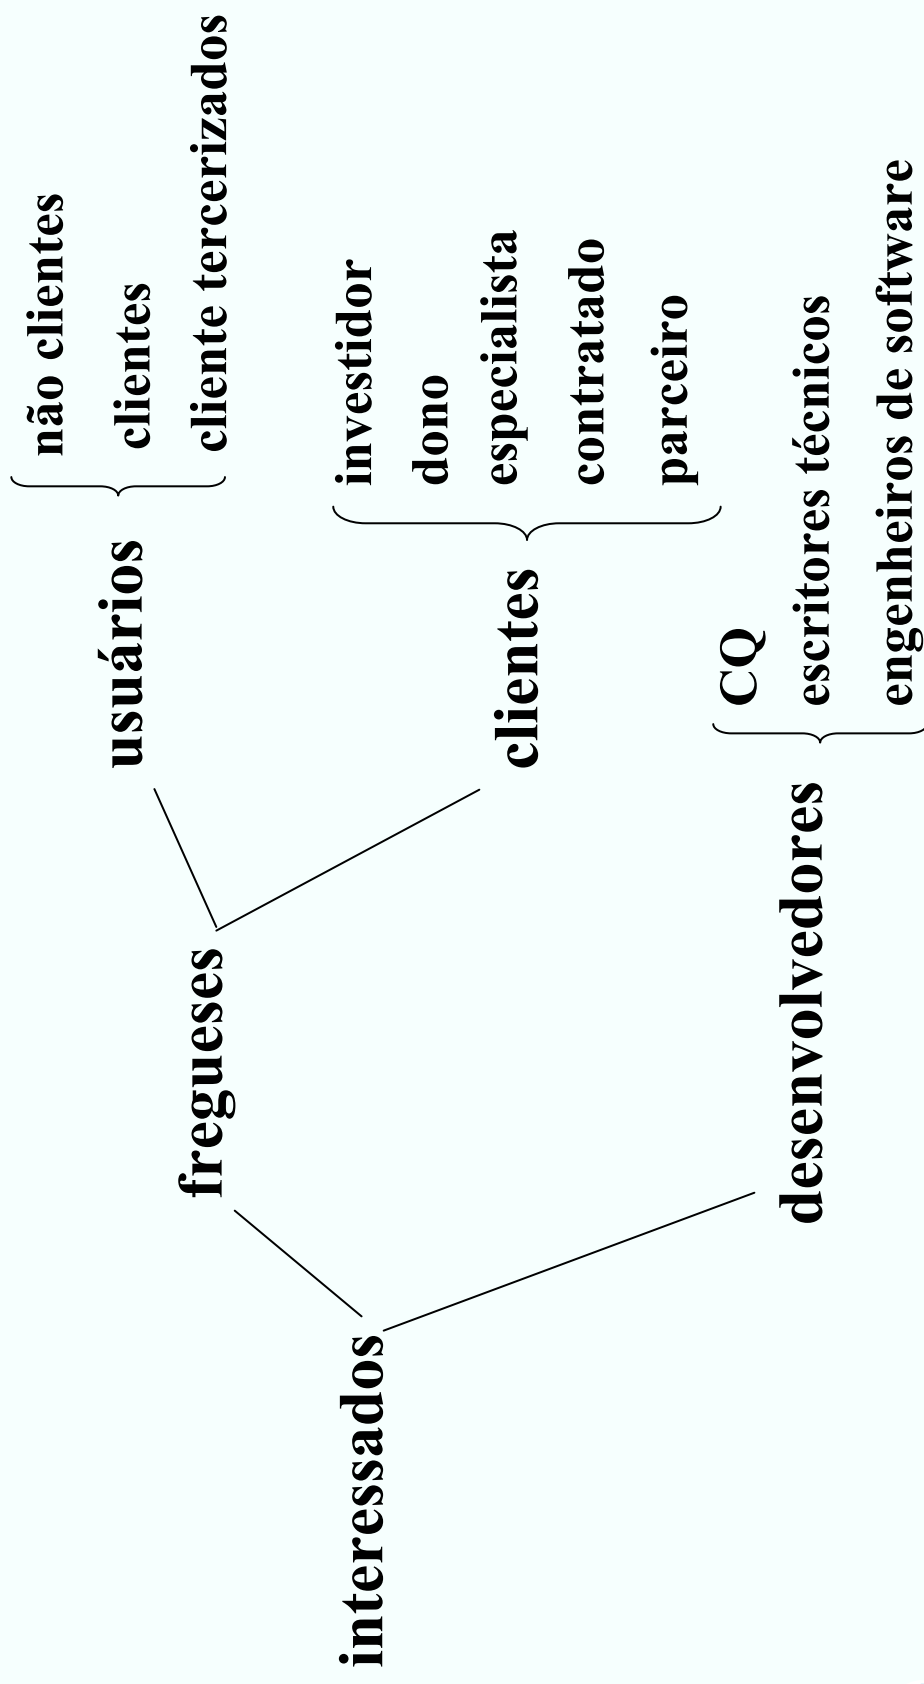 interessados
fregueses
usuários
não clientes
clientes
cliente tercerizados
clientes
investidor
dono
especialista
contratado
parceiro
desenvolvedores
CQ
escritores técnicos
engenheiros de software